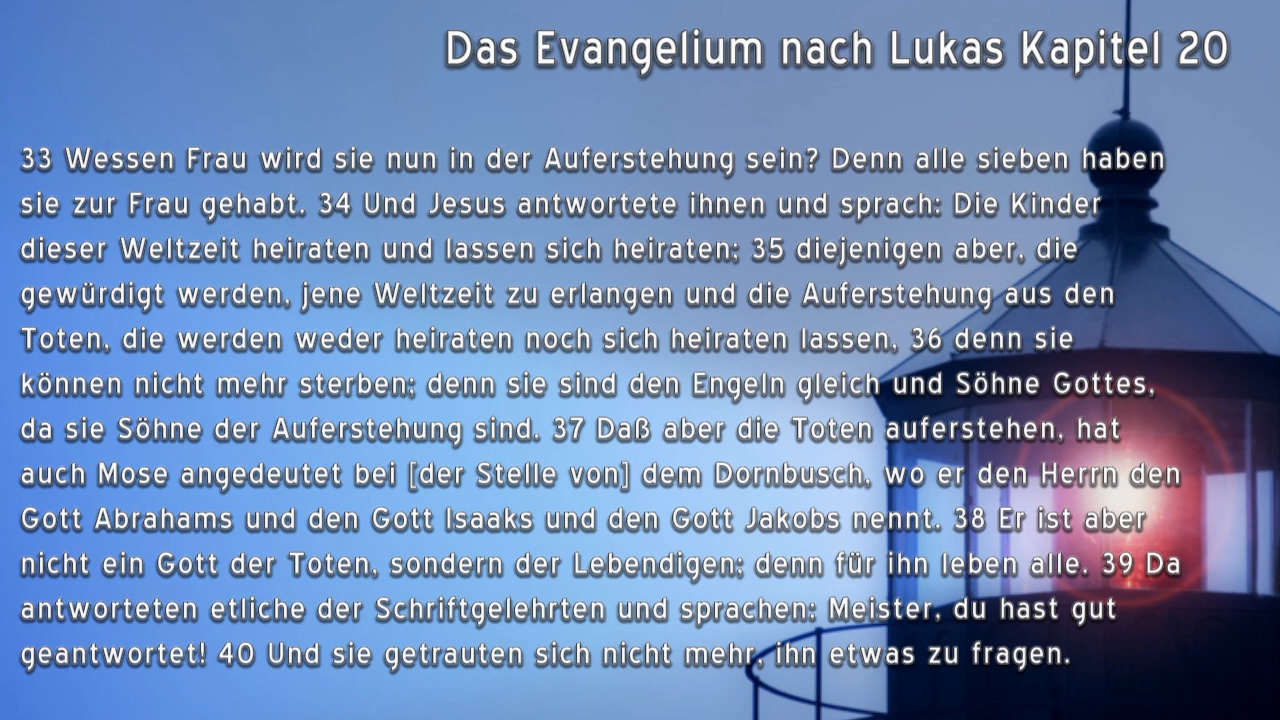 Das Evangelium nach Lukas Kapitel 20
33 Wessen Frau wird sie nun in der Auferstehung sein? Denn alle sieben haben
sie zur Frau gehabt. 34 Und Jesus antwortete ihnen und sprach: Die Kinder
dieser Weltzeit heiraten und lassen sich heiraten; 35 diejenigen aber, die
gewürdigt werden, jene Weltzeit zu erlangen und die Auferstehung aus den
Toten, die werden weder heiraten noch sich heiraten lassen, 36 denn sie
können nicht mehr sterben; denn sie sind den Engeln gleich und Söhne Gottes,
da sie Söhne der Auferstehung sind. 37 Daß aber die Toten auferstehen, hat
auch Mose angedeutet bei [der Stelle von] dem Dornbusch, wo er den Herrn den
Gott Abrahams und den Gott Isaaks und den Gott Jakobs nennt. 38 Er ist aber
nicht ein Gott der Toten, sondern der Lebendigen; denn für ihn leben alle. 39 Da
antworteten etliche der Schriftgelehrten und sprachen: Meister, du hast gut
geantwortet! 40 Und sie getrauten sich nicht mehr, ihn etwas zu fragen.